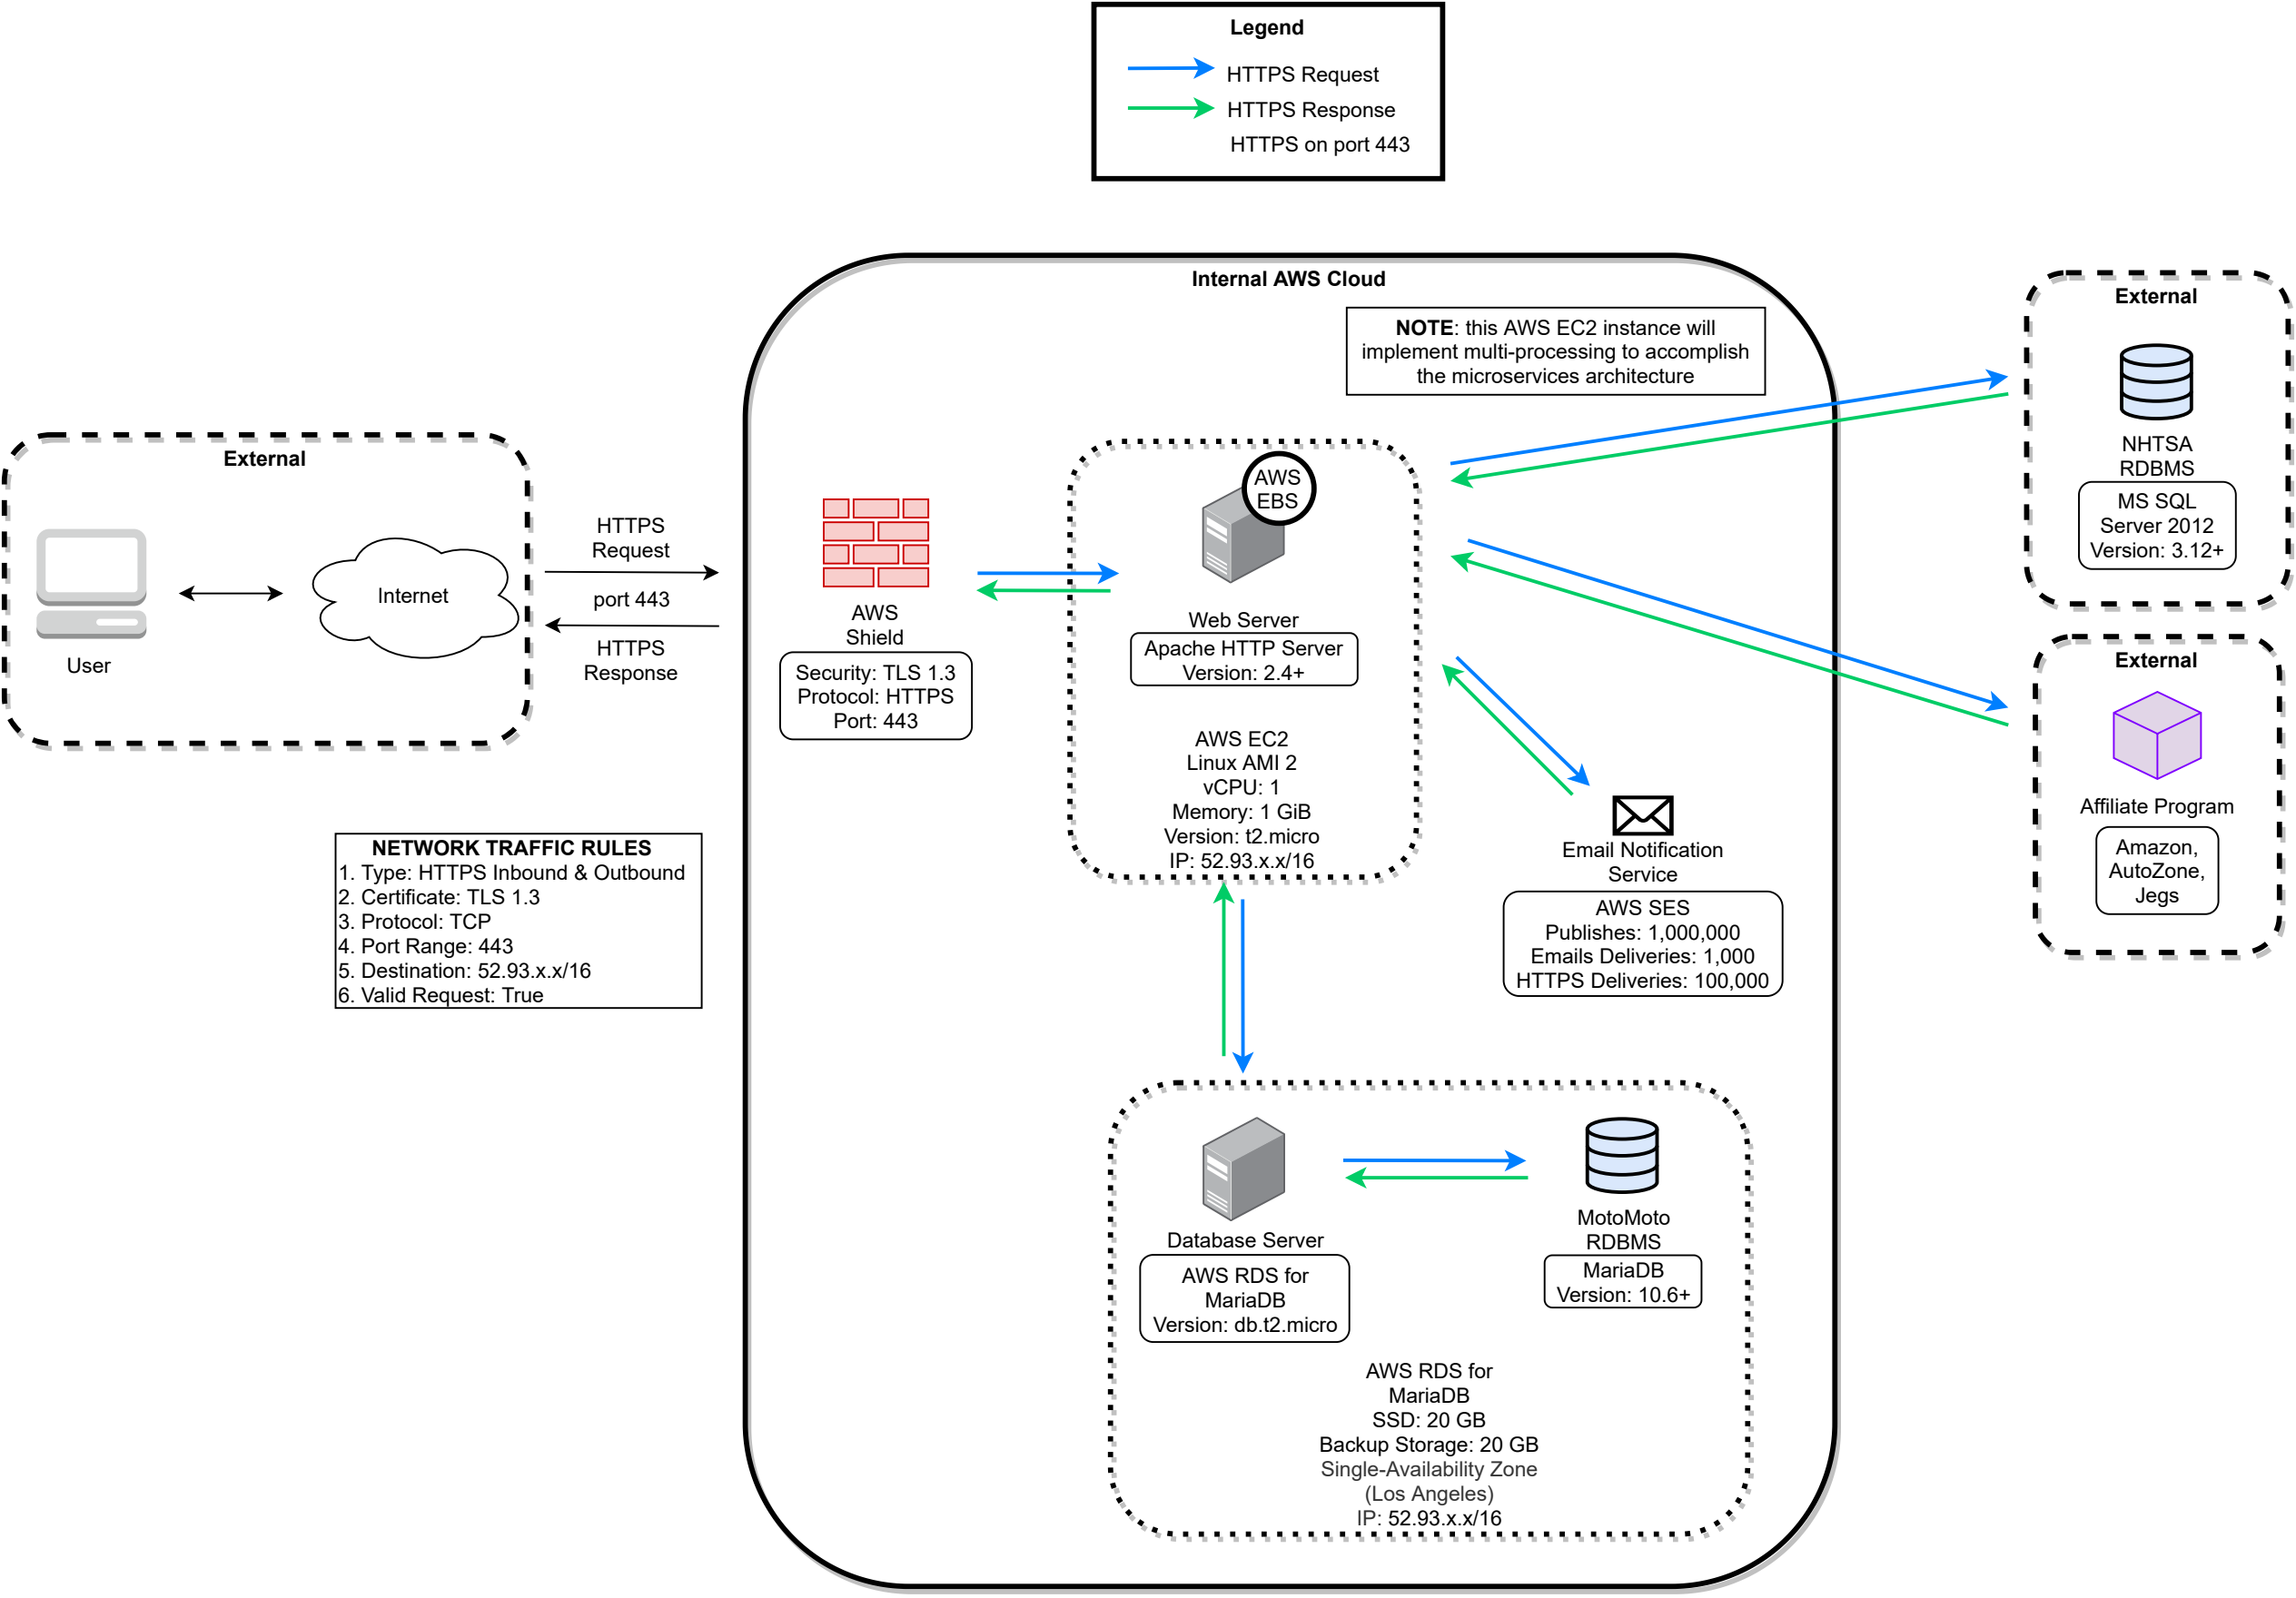 Legend
HTTPS Request
HTTPS Response
HTTPS on port 443
External
User
Internet
HTTPS
Request
port 443
HTTPS
Response
NETWORK TRAFFIC RULES
1. Type: HTTPS Inbound & Outbound
2. Certificate: TLS 1.3
3. Protocol: TCP
4. Port Range: 443
5. Destination: 52.93.x.x/16
6. Valid Request: True
Internal AWS Cloud
NOTE: this AWS EC2 instance will
implement multi-processing to accomplish
the microservices architecture
AWS
Shield
Security: TLS 1.3
Protocol: HTTPS
Port: 443
AWS
EBS
Web Server
Apache HTTP Server
Version: 2.4+
AWS EC2
Linux AMI 2
vCPU: 1
Memory: 1 GiB
Version: t2.micro
IP: 52.93.x.x/16
Email Notification
Service
AWS SES
Publishes: 1,000,000
Emails Deliveries: 1,000
HTTPS Deliveries: 100,000
Database Server
AWS RDS for
MariaDB
Version: db.t2.micro
MotoMoto
RDBMS
MariaDB
Version: 10.6+
AWS RDS for
MariaDB
SSD: 20 GB
Backup Storage: 20 GB
Single-Availability Zone
(Los Angeles)
IP: 52.93.x.x/16
External
NHTSA
RDBMS
MS SQL
Server 2012
Version: 3.12+
External
Affiliate Program
Amazon,
AutoZone,
Jegs